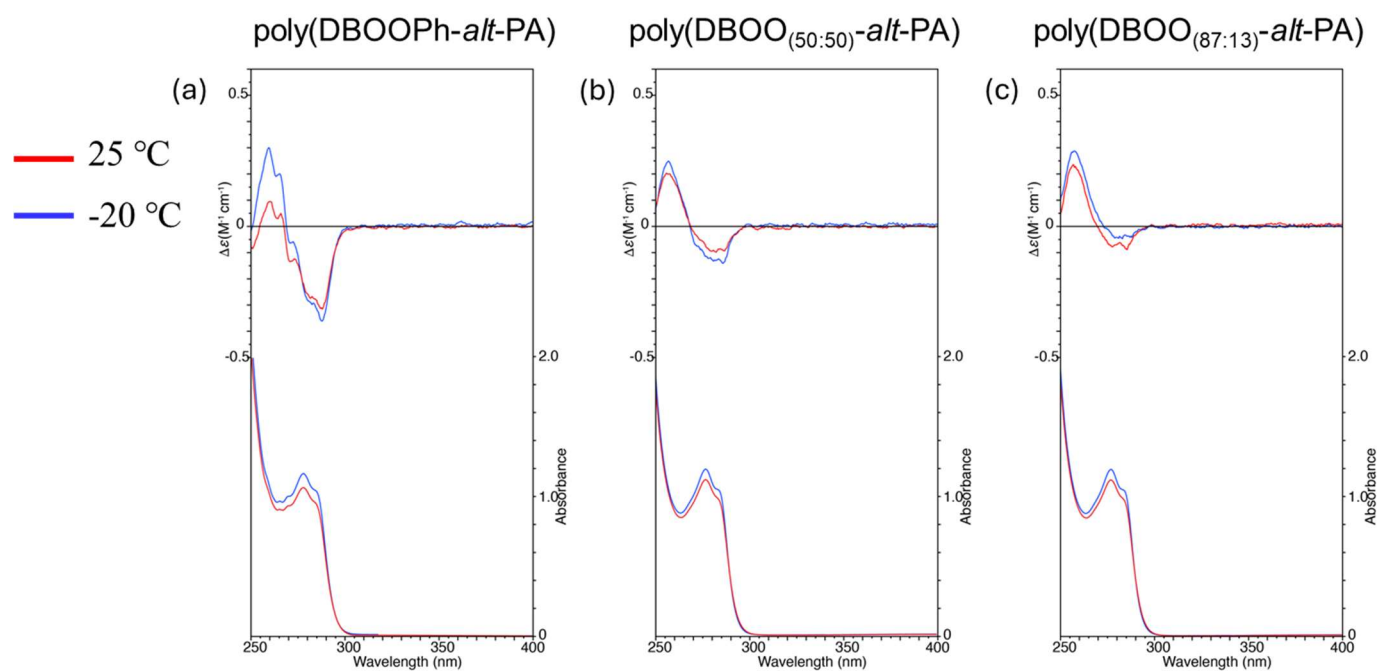 poly(DBOOPh-alt-PA)
poly(DBOO(50:50)-alt-PA)
poly(DBOO(87:13)-alt-PA)
(a)
(b)
(c)
25 ℃
-20 ℃
0.5
0
-0.5
Δε(M⁻¹ cm⁻¹)
2.0
1.0
0
Absorbance
250
300
350
400
Wavelength (nm)
0.5
0
-0.5
Δε(M⁻¹ cm⁻¹)
2.0
1.0
0
Absorbance
250
300
350
400
Wavelength (nm)
0.5
0
-0.5
Δε(M⁻¹ cm⁻¹)
2.0
1.0
0
Absorbance
250
300
350
400
Wavelength (nm)